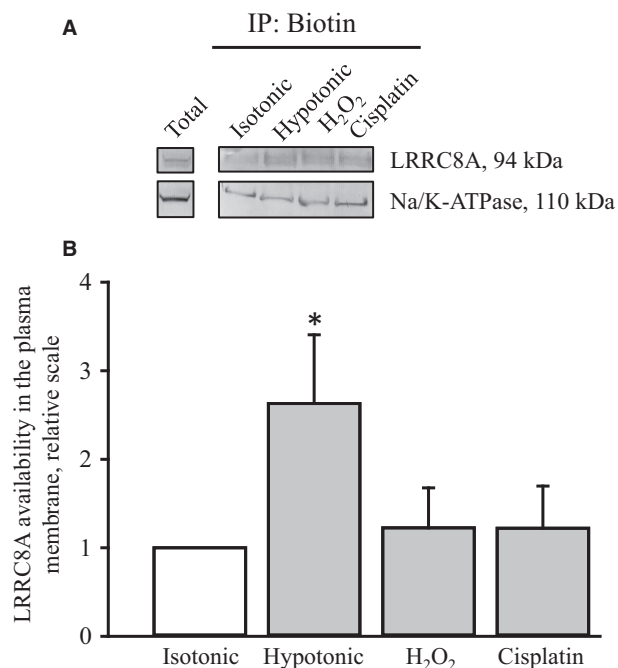 A
IP: Biotin
Total
Isotonic
Hypotonic
H₂O₂
Cisplatin
LRRC8A, 94 kDa
Na/K-ATPase, 110 kDa
B
LRRC8A availability in the plasma
membrane, relative scale
4
3
2
1
0
*
Isotonic
Hypotonic
H₂O₂
Cisplatin